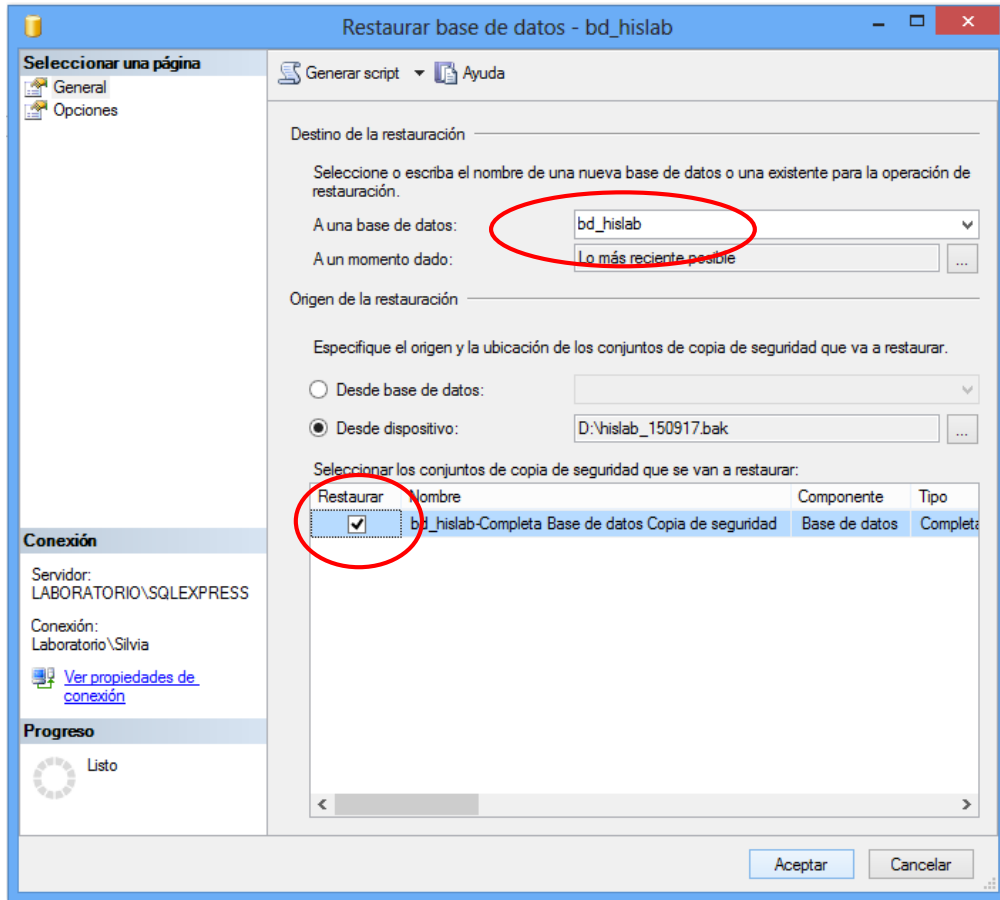 Restaurar base de datos - bd_hislab
Seleccionar una página
General
Opciones
Generar script
Ayuda
Destino de la restauración
Seleccione o escriba el nombre de una nueva base de datos o una existente para la operación de
restauración.
A una base de datos:
bd_hislab
A un momento dado:
Lo más reciente posible
...
Origen de la restauración
Especifique el origen y la ubicación de los conjuntos de copia de seguridad que va a restaurar.
Desde base de datos:
Desde dispositivo:
D:\hislab_150917.bak
...
Seleccionar los conjuntos de copia de seguridad que se van a restaurar:
Restaurar Nombre Componente Tipo
bd_hislab-Completa Base de datos Copia de seguridad Base de datos Completa
Conexión
Servidor:
LABORATORIO\SQLEXPRESS
Conexión:
Laboratorio\Silvia
Ver propiedades de
conexión
Progreso
Listo
Aceptar
Cancelar